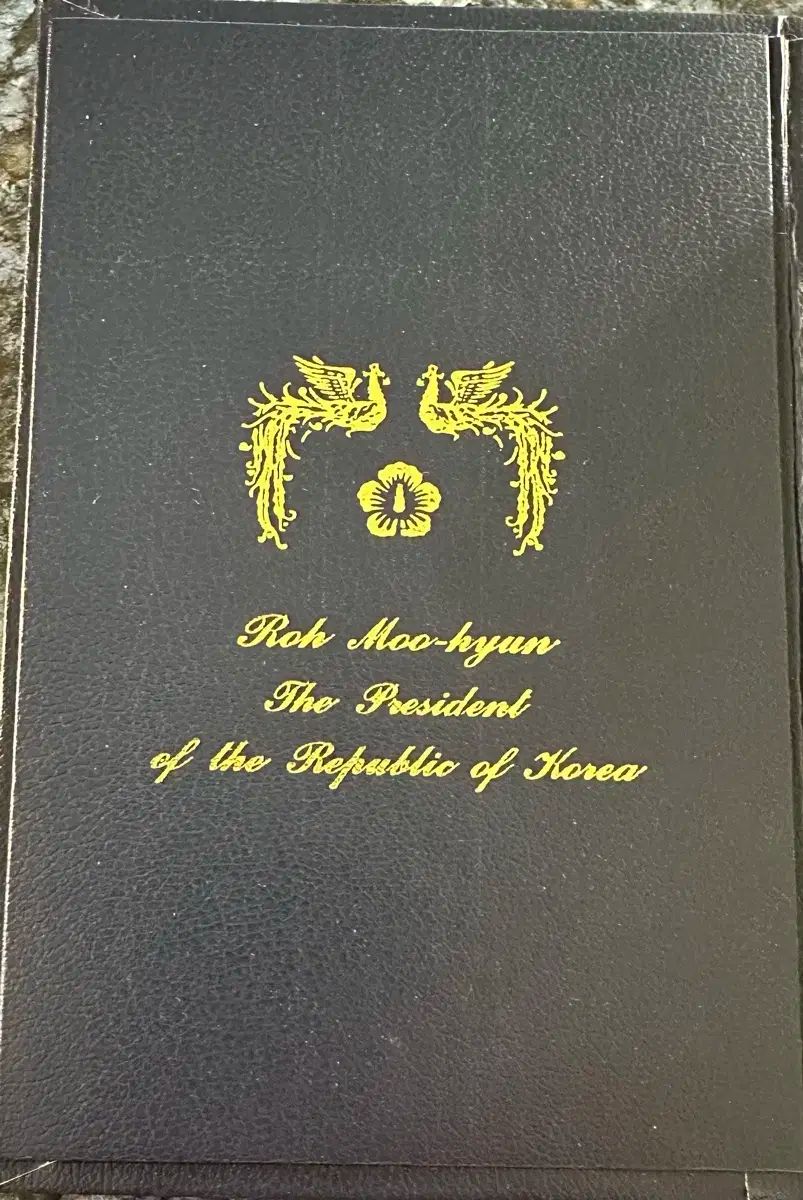 Roh Moo-hyun
The President
of the Republic of Korea